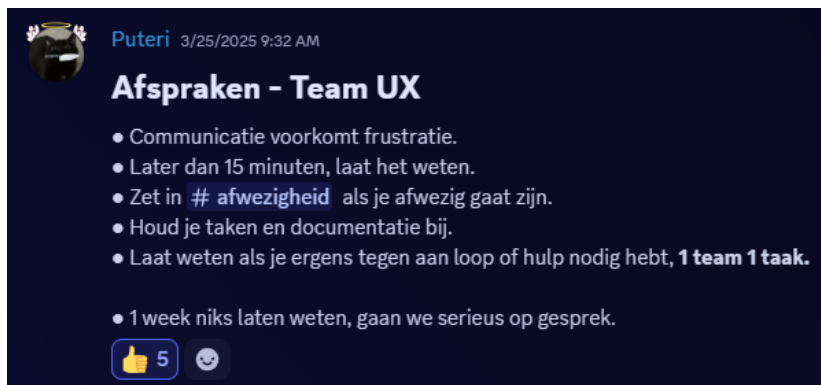 Puteri 3/25/2025 9:32 AM
Afspraken - Team UX
● Communicatie voorkomt frustratie.
● Later dan 15 minuten, laat het weten.
● Zet in # afwezigheid als je afwezig gaat zijn.
● Houd je taken en documentatie bij.
● Laat weten als je ergens tegen aan loop of hulp nodig hebt, 1 team 1 taak.
● 1 week niks laten weten, gaan we serieus op gesprek.
👍 5